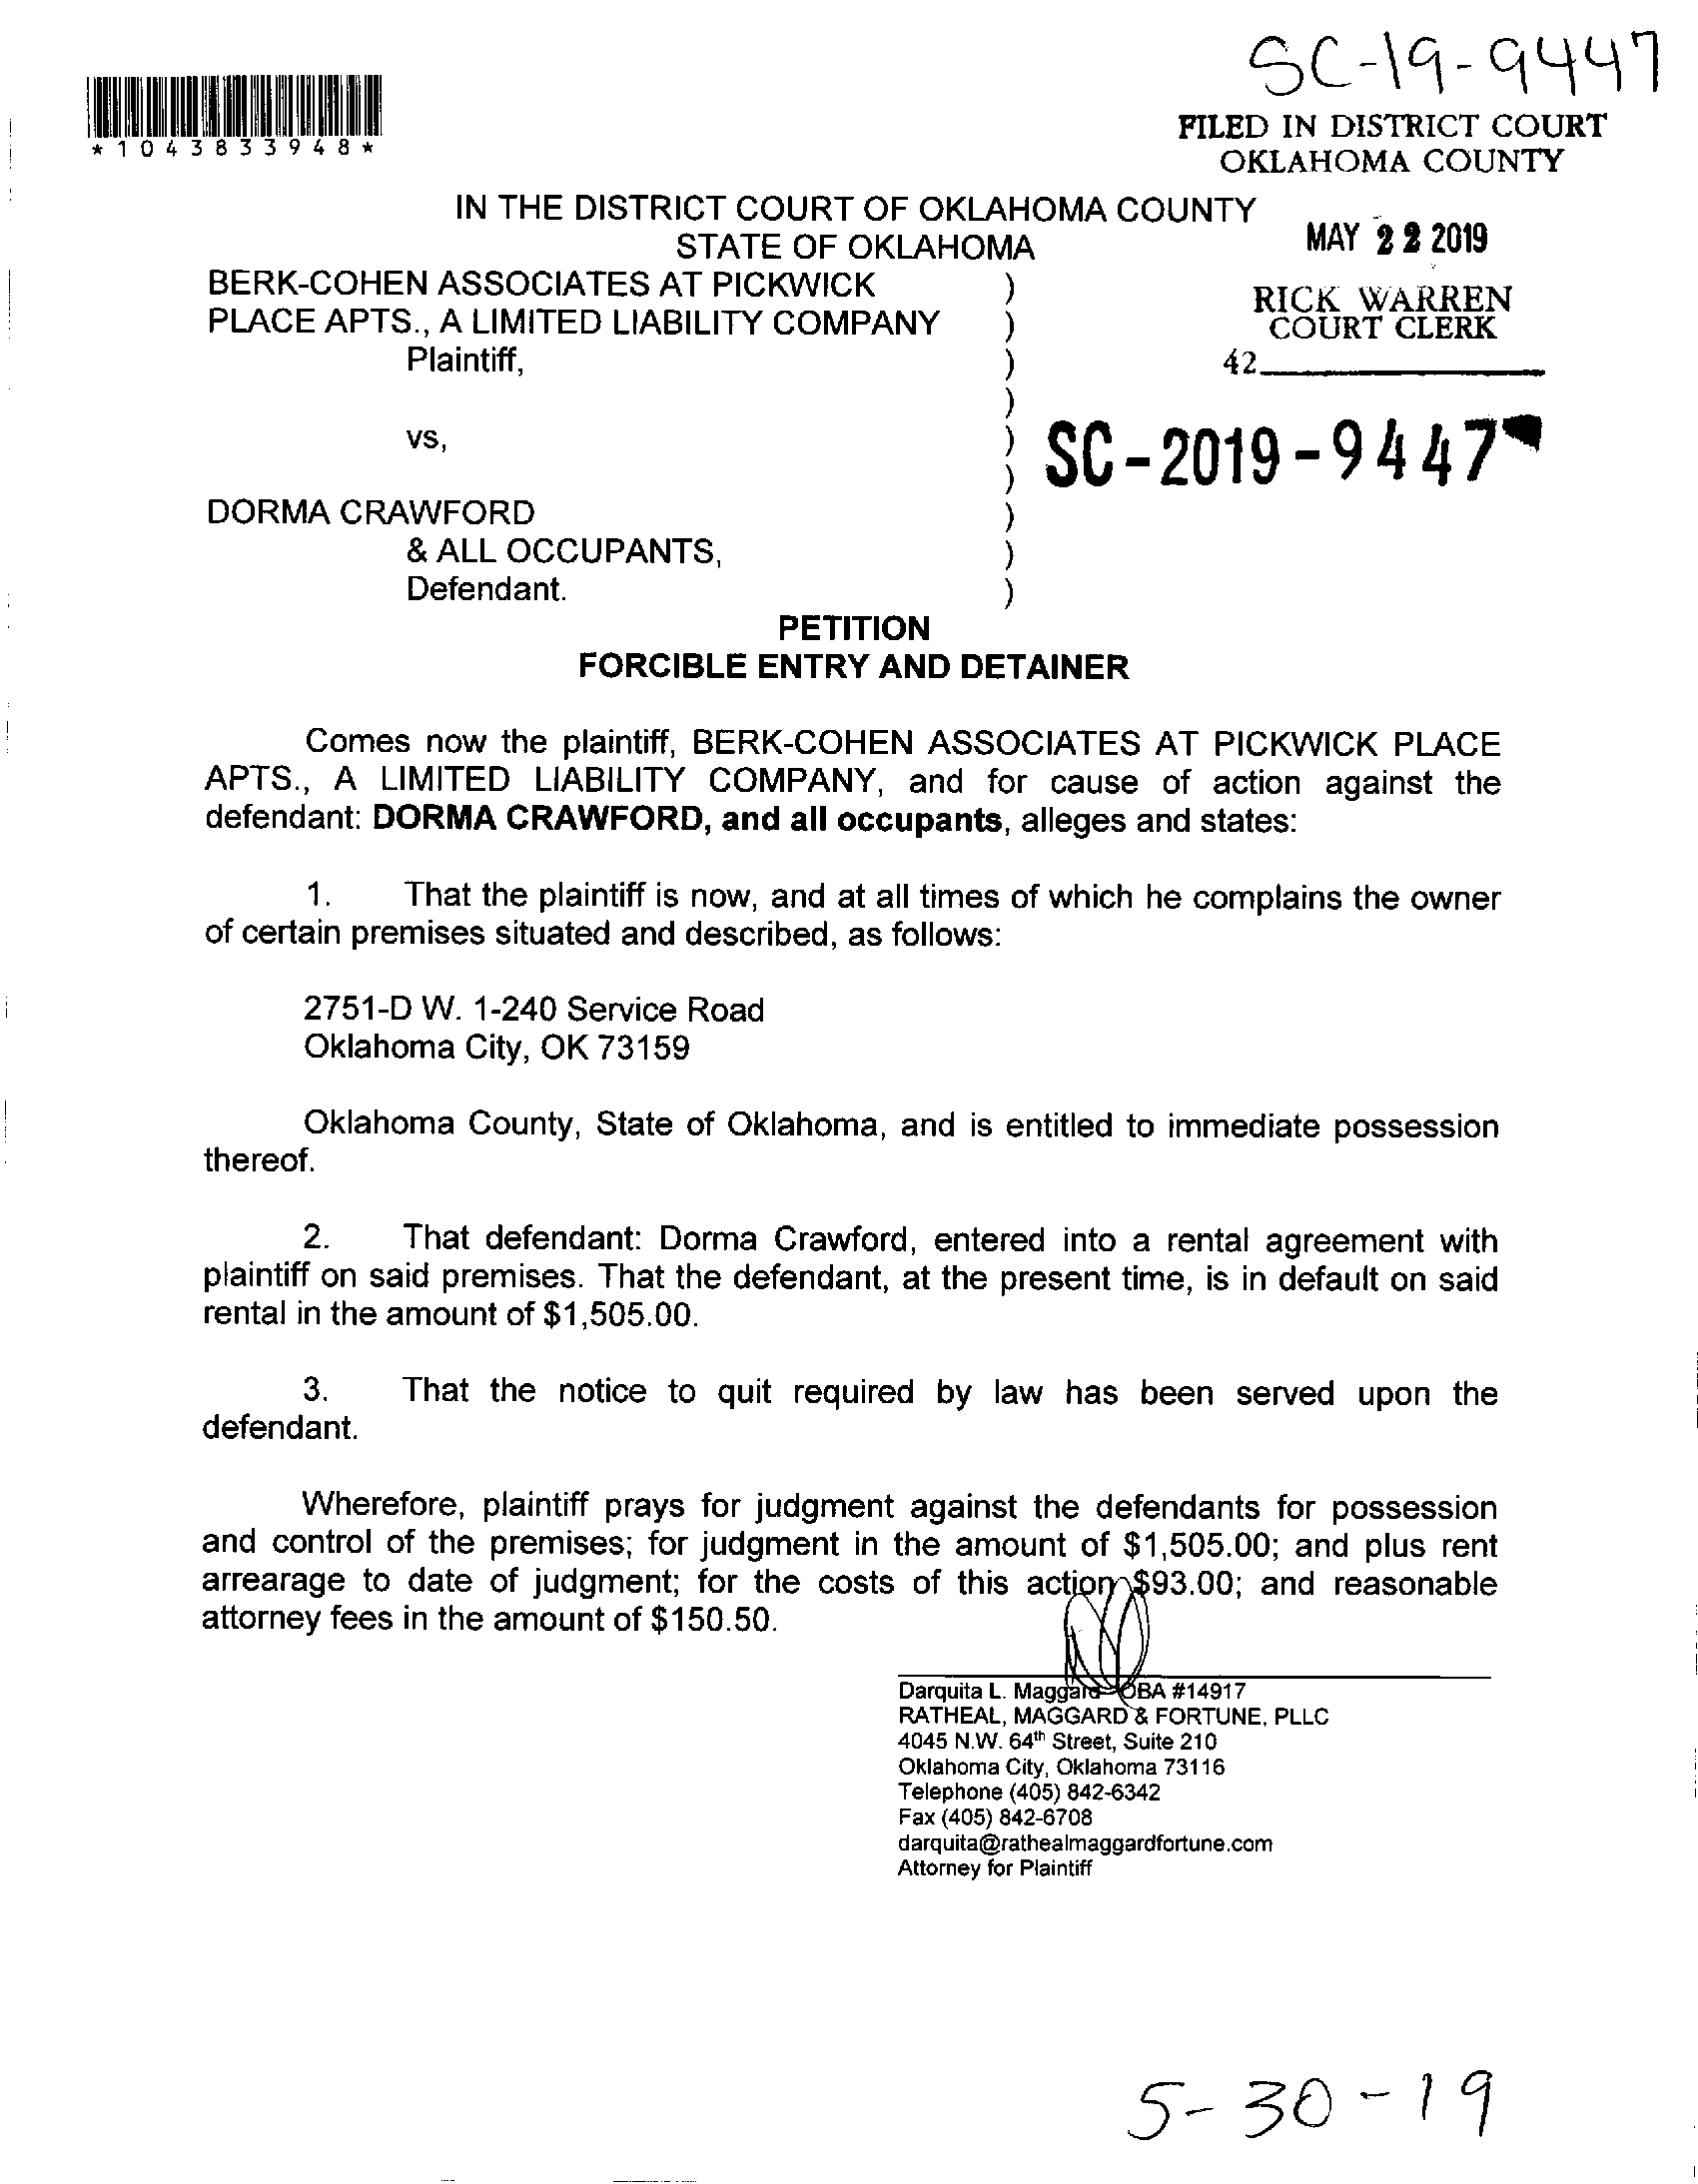 SC-19-9447
*1043833948*
FILED IN DISTRICT COURT
OKLAHOMA COUNTY
IN THE DISTRICT COURT OF OKLAHOMA COUNTY
STATE OF OKLAHOMA
MAY 22 2019
BERK-COHEN ASSOCIATES AT PICKWICK )
PLACE APTS., A LIMITED LIABILITY COMPANY )
Plaintiff, )
)
RICK WARREN
COURT CLERK
42
vs, )
)
SC-2019-9447
DORMA CRAWFORD )
& ALL OCCUPANTS, )
Defendant. )
PETITION
FORCIBLE ENTRY AND DETAINER
Comes now the plaintiff, BERK-COHEN ASSOCIATES AT PICKWICK PLACE
APTS., A LIMITED LIABILITY COMPANY, and for cause of action against the
defendant: DORMA CRAWFORD, and all occupants, alleges and states:
1. That the plaintiff is now, and at all times of which he complains the owner
of certain premises situated and described, as follows:
2751-D W. 1-240 Service Road
Oklahoma City, OK 73159
Oklahoma County, State of Oklahoma, and is entitled to immediate possession
thereof.
2. That defendant: Dorma Crawford, entered into a rental agreement with
plaintiff on said premises. That the defendant, at the present time, is in default on said
rental in the amount of $1,505.00.
3. That the notice to quit required by law has been served upon the
defendant.
Wherefore, plaintiff prays for judgment against the defendants for possession
and control of the premises; for judgment in the amount of $1,505.00; and plus rent
arrearage to date of judgment; for the costs of this action $93.00; and reasonable
attorney fees in the amount of $150.50.
Darquita L. Maggard OBA #14917
RATHEAL, MAGGARD & FORTUNE, PLLC
4045 N.W. 64th Street, Suite 210
Oklahoma City, Oklahoma 73116
Telephone (405) 842-6342
Fax (405) 842-6708
darquita@rathealmaggardfortune.com
Attorney for Plaintiff
5-30-19